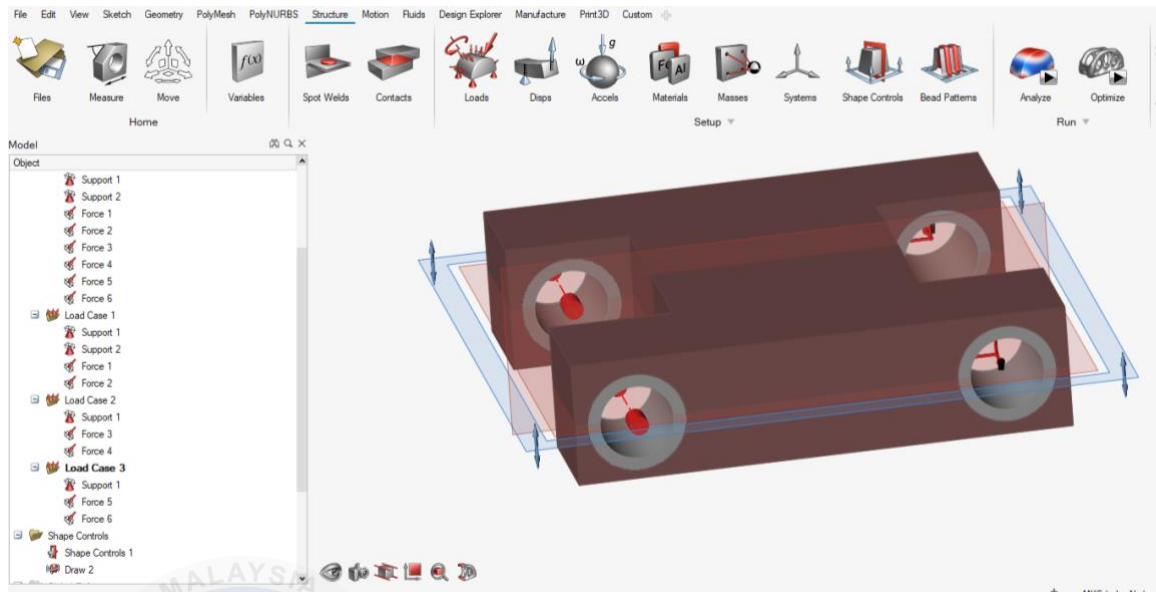 File Edit View Sketch Geometry PolyMesh PolyNURBS Structure Motion Fluids Design Explorer Manufacture Print3D Custom
f(x) g ω Fe Al
Files Measure Move Variables Spot Welds Contacts Loads Disps Accels Materials Masses Systems Shape Controls Bead Patterns Analyze Optimize
Home Setup Run
Model
Object
Support 1
Support 2
Force 1
Force 2
Force 3
Force 4
Force 5
Force 6
Load Case 1
Support 1
Support 2
Force 1
Force 2
Load Case 2
Support 1
Force 3
Force 4
Load Case 3
Support 1
Force 5
Force 6
Shape Controls
Shape Controls 1
Draw 2
MALAYSIA